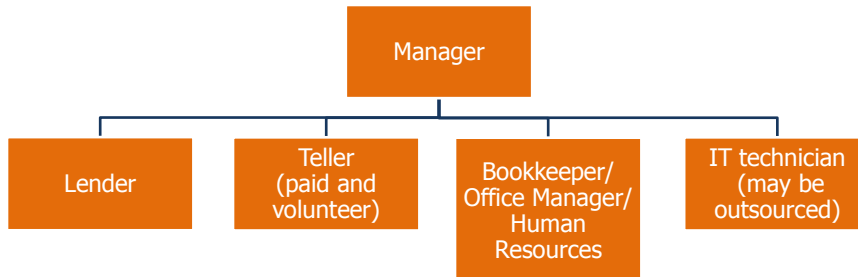 Manager
Lender
Teller
(paid and
volunteer)
Bookkeeper/
Office Manager/
Human
Resources
IT technician
(may be
outsourced)